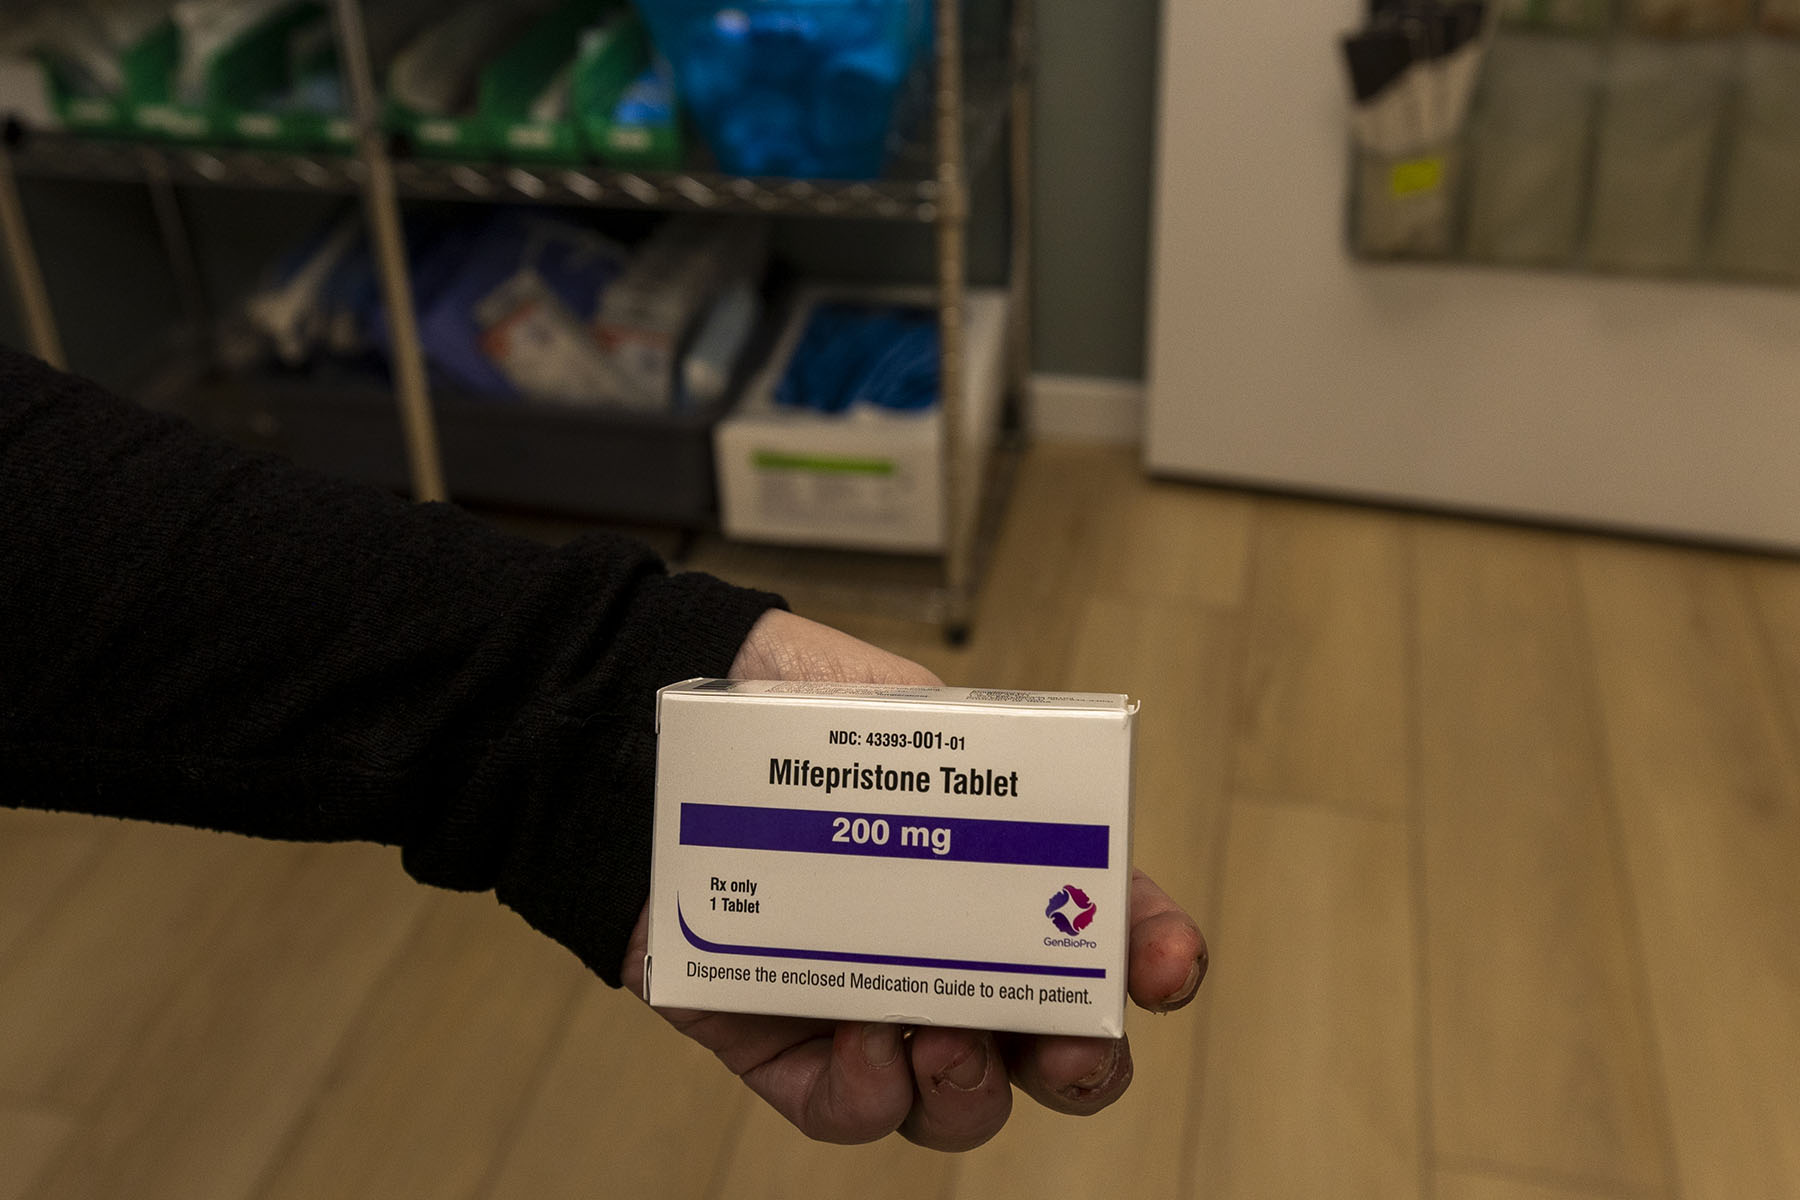 NDC: 43393-001-01
Mifepristone Tablet
200 mg
Rx only
1 Tablet
GenBioPro
Dispense the enclosed Medication Guide to each patient.